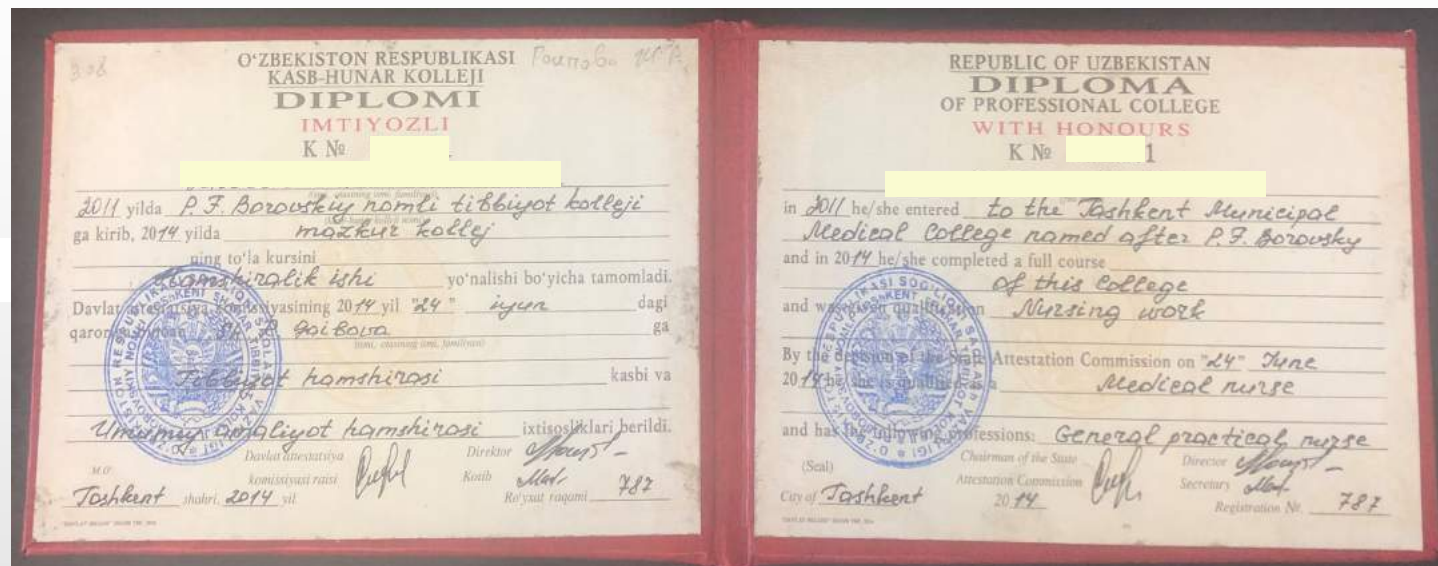 308
O‘ZBEKISTON RESPUBLIKASI
KASB-HUNAR KOLLEJI
DIPLOMI
IMTIYOZLI
K №
2011 yilda P. F. Borovskiy nomli tibbiyot kolleji
ga kirib, 2014 yilda mazkur kollej
ning to‘la kursini
Hamshiralik ishi yo‘nalishi bo‘yicha tamomladi.
Davlat attestatsiya komissiyasining 2014 yil "24" iyun dagi
ga
(ismi, otasining ismi, familiyasi)
Tibbiyot hamshirasi kasbi va
Umumiy amaliyot hamshirasi ixtisosliklari berildi.
M.O‘.
Davlat attestatsiya
komissiyasi raisi
Direktor
Kotib
Toshkent shahri, 2014 yil
Ro‘yxat raqami 787
REPUBLIC OF UZBEKISTAN
DIPLOMA
OF PROFESSIONAL COLLEGE
WITH HONOURS
K № 1
in 2011 he/she entered to the Tashkent Municipal
Medical College named after P. F. Borovsky
and in 2014 he/she completed a full course
of this College
and was given qualification Nursing work
By the decision of the State Attestation Commission on "24" June
2014 he/she is qualified as a Medical nurse
and has the following professions: General practical nurse
(Seal)
Chairman of the State
Attestation Commission
Director
Secretary
City of Tashkent 2014
Registration Nr. 787